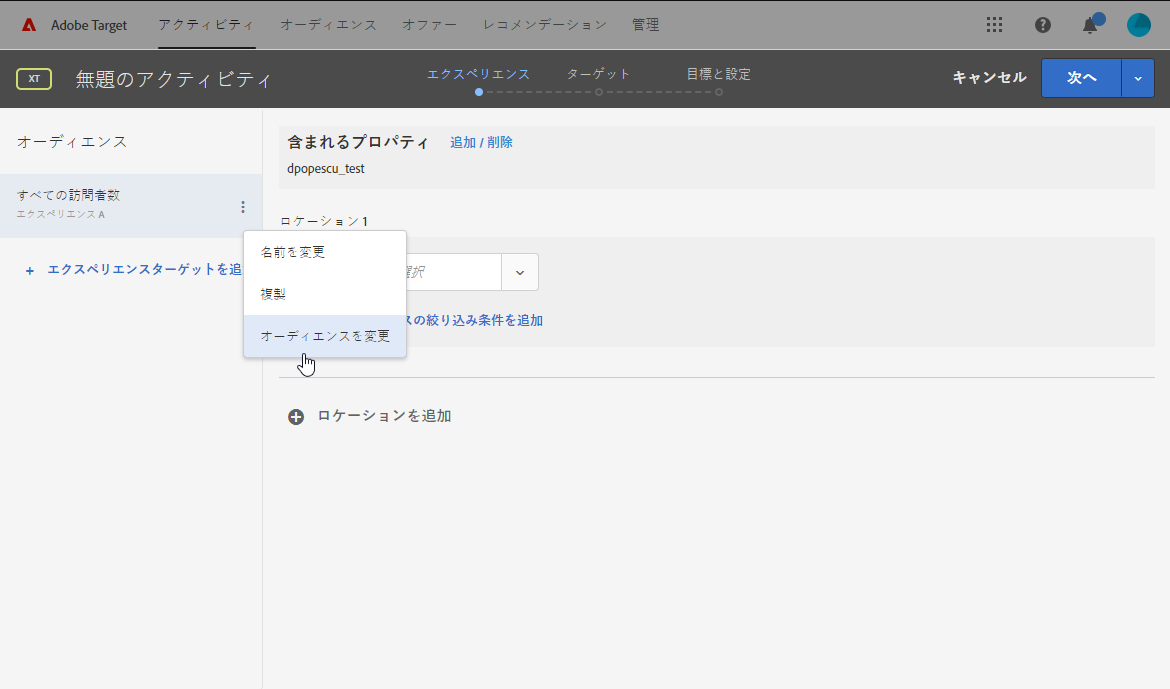 Adobe Target アクティビティ オーディエンス オファー レコメンデーション 管理
XT 無題のアクティビティ エクスペリエンス ターゲット 目標と設定 キャンセル 次へ
オーディエンス
含まれるプロパティ 追加 / 削除
dpopescu_test
すべての訪問者数
エクスペリエンス A
ロケーション 1
名前を変更
エクスペリエンスターゲットを追
選択
複製
スの絞り込み条件を追加
オーディエンスを変更
ロケーションを追加